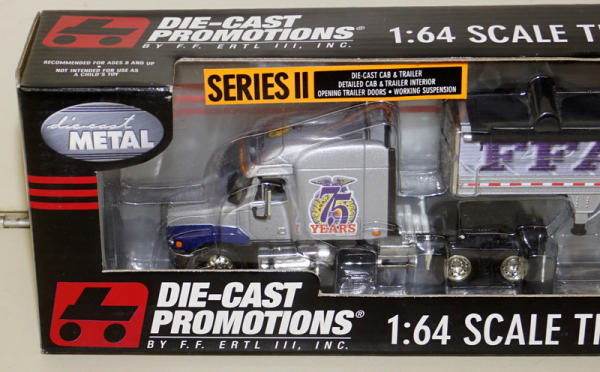 DIE-CAST
PROMOTIONS®
BY F.F. ERTL III, INC.
1:64 SCALE
RECOMMENDED FOR AGES 8 AND UP
•
NOT INTENDED FOR USE AS
A CHILD'S TOY
SERIES II
DIE-CAST CAB & TRAILER
DETAILED CAB & TRAILER INTERIOR
OPENING TRAILER DOORS • WORKING SUSPENSION
die-cast
METAL
75
YEARS
FFA
DIE-CAST
PROMOTIONS®
BY F.F. ERTL III, INC.
1:64 SCALE